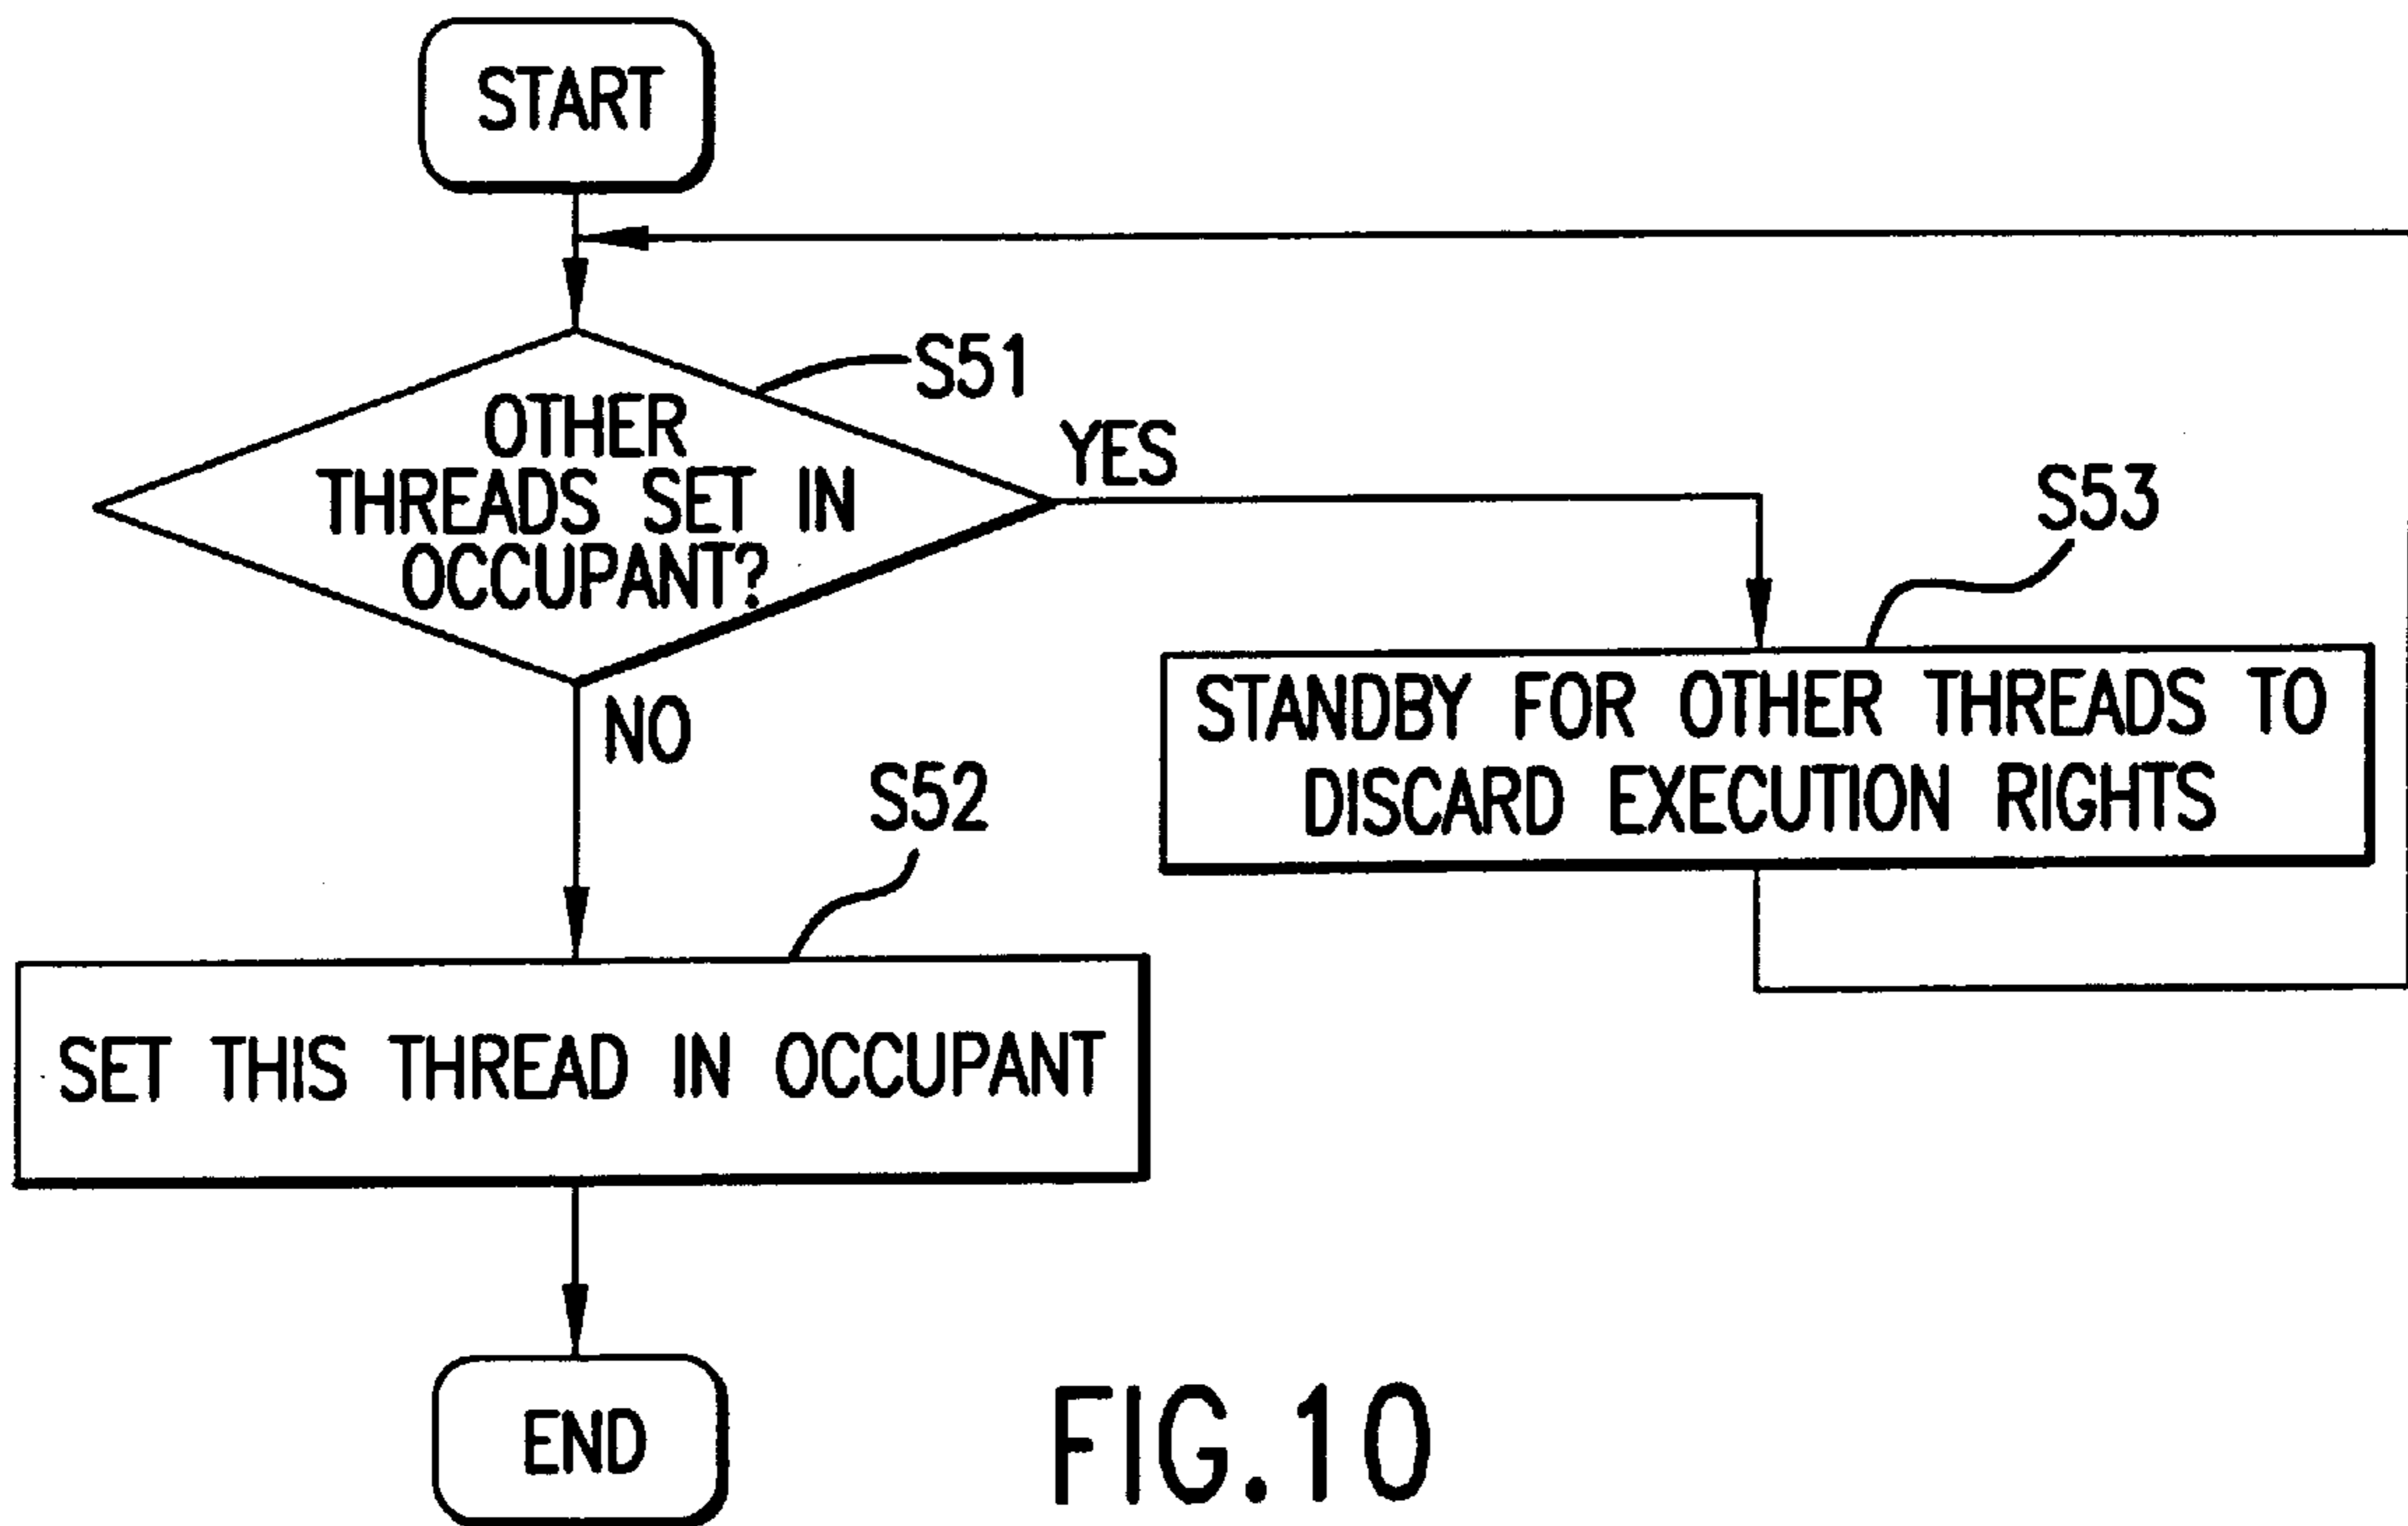 START
S51
OTHER
THREADS SET IN
OCCUPANT?
YES
S53
STANDBY FOR OTHER THREADS TO
DISCARD EXECUTION RIGHTS
NO
S52
SET THIS THREAD IN OCCUPANT
END
FIG.10